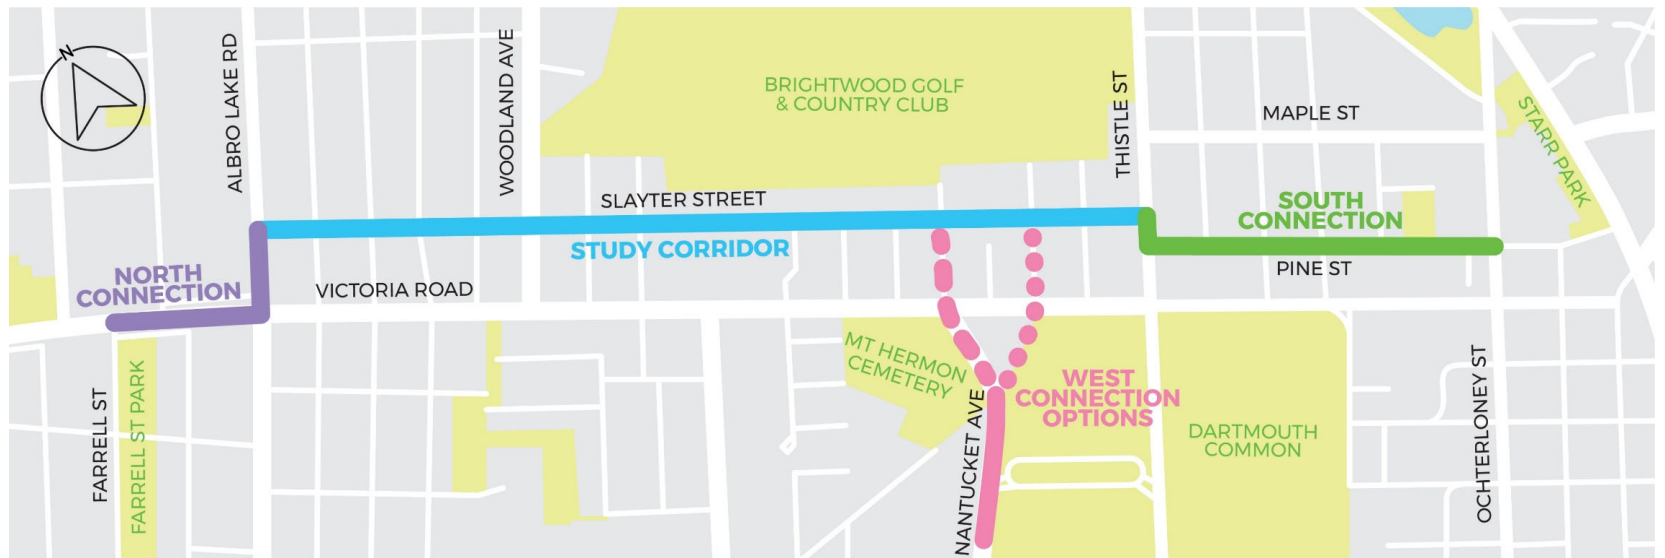 N
ALBRO LAKE RD
WOODLAND AVE
BRIGHTWOOD GOLF
& COUNTRY CLUB
THISTLE ST
MAPLE ST
STARR PARK
SLAYTER STREET
STUDY CORRIDOR
SOUTH
CONNECTION
PINE ST
NORTH
CONNECTION
VICTORIA ROAD
FARRELL ST
FARRELL ST PARK
MT HERMON
CEMETERY
NANTUCKET AVE
WEST
CONNECTION
OPTIONS
DARTMOUTH
COMMON
OCHTERLONEY ST